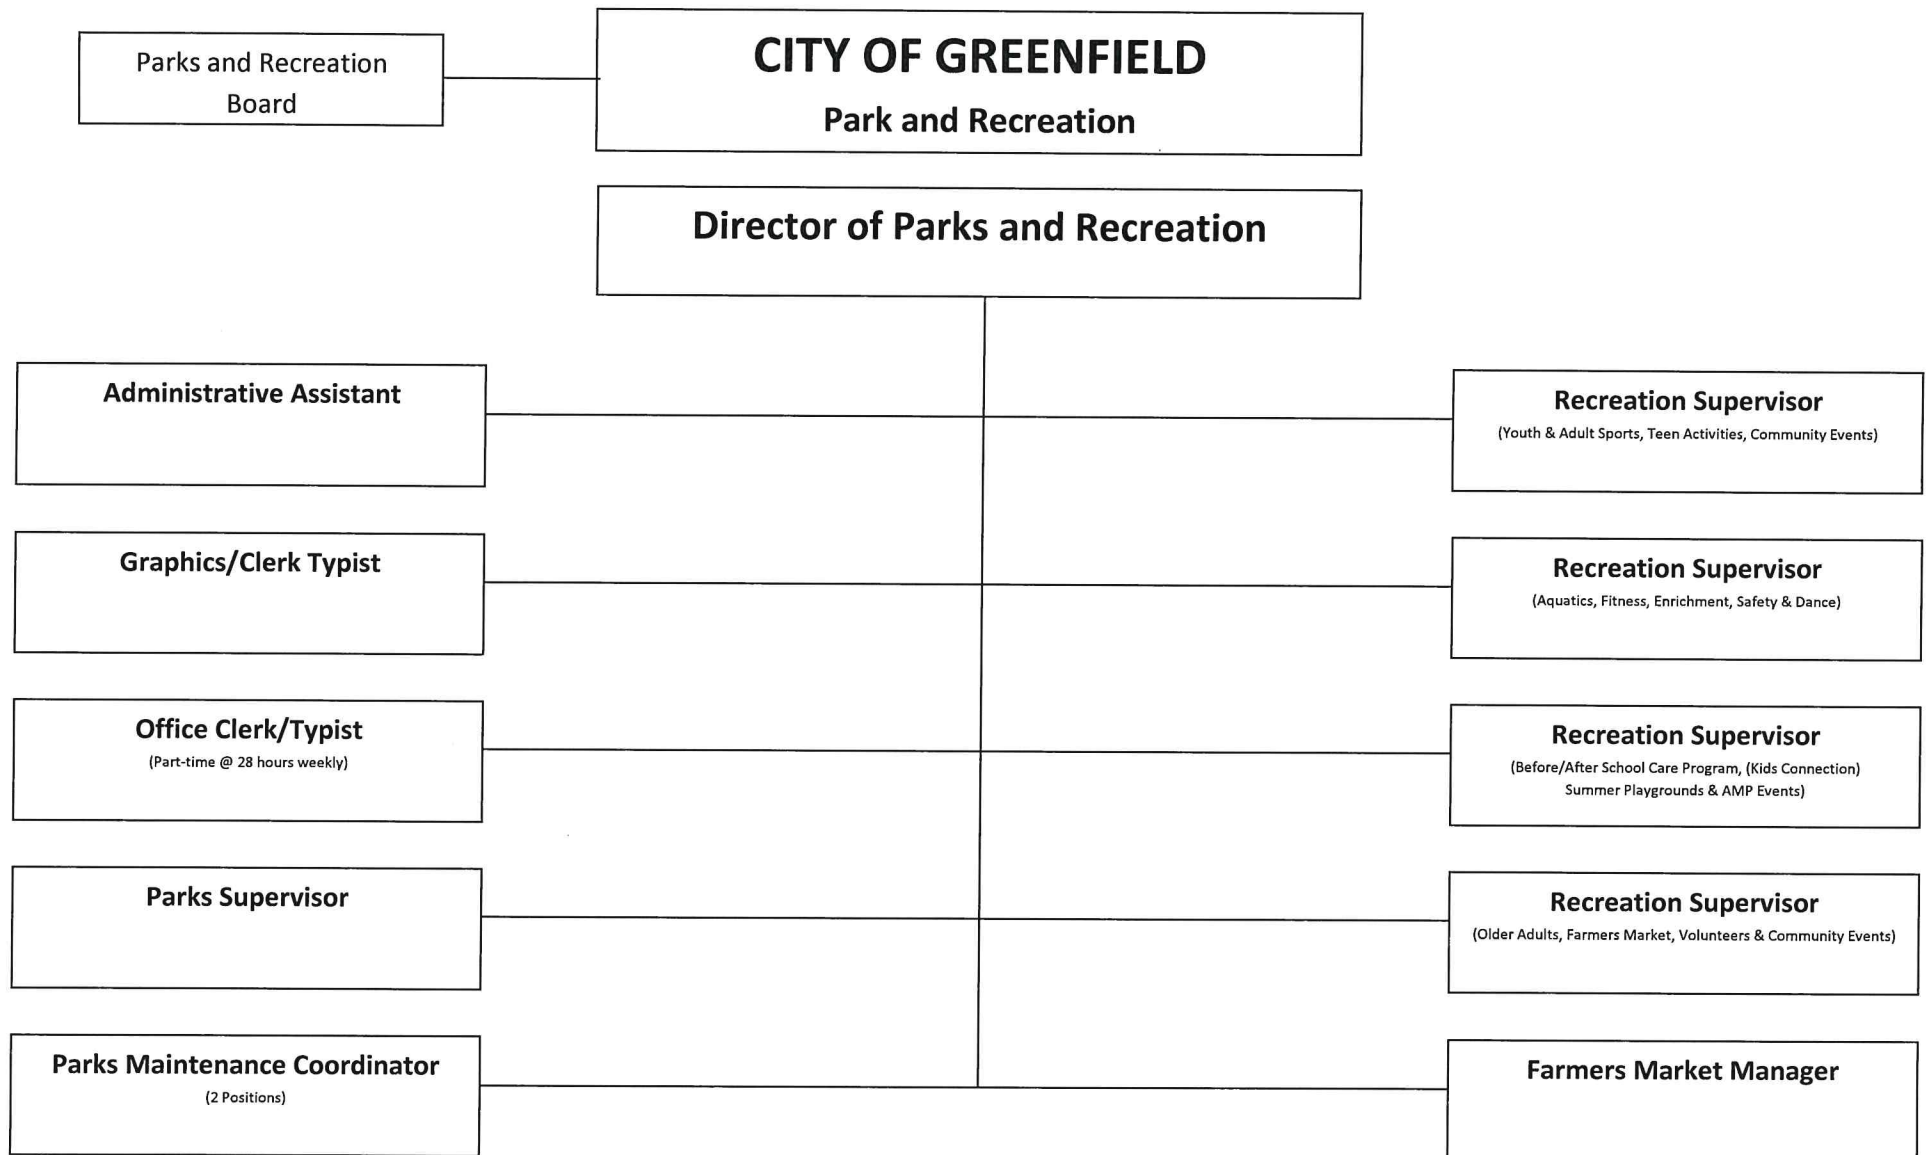 Parks and Recreation
Board
CITY OF GREENFIELD
Park and Recreation
Director of Parks and Recreation
Administrative Assistant
Recreation Supervisor
(Youth & Adult Sports, Teen Activities, Community Events)
Graphics/Clerk Typist
Recreation Supervisor
(Aquatics, Fitness, Enrichment, Safety & Dance)
Office Clerk/Typist
(Part-time @ 28 hours weekly)
Recreation Supervisor
(Before/After School Care Program, (Kids Connection)
Summer Playgrounds & AMP Events)
Parks Supervisor
Recreation Supervisor
(Older Adults, Farmers Market, Volunteers & Community Events)
Parks Maintenance Coordinator
(2 Positions)
Farmers Market Manager